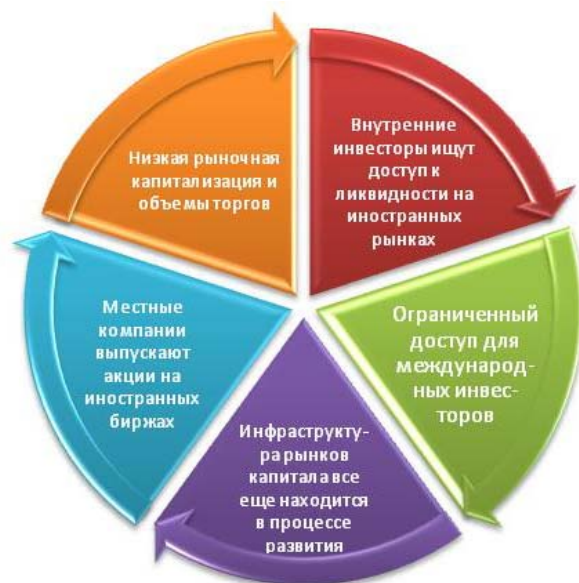 Внутренние
инвесторы ищут
доступ к
ликвидности на
иностранных
рынках
Ограниченный
доступ для
международ-
ных инвес-
торов
Инфраструкту-
ра рынков
капитала все
еще находится
в процессе
развития
Местные
компании
выпускают
акции на
иностранных
биржах
Низкая рыночная
капитализация и
объемы торгов